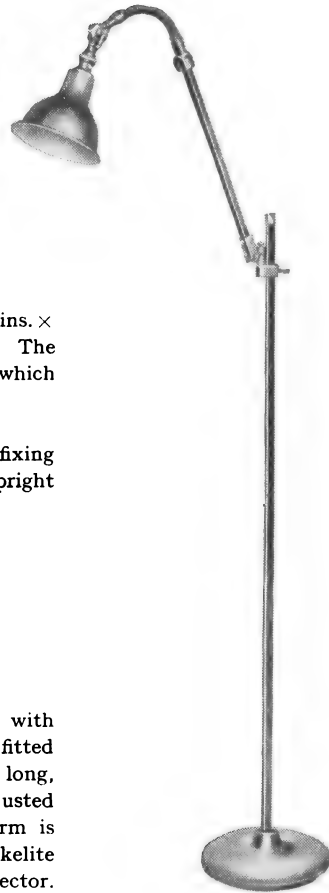 ins. ×
The
which
fixing
pright
with
fitted
long,
usted
rm is
kelite
ector.